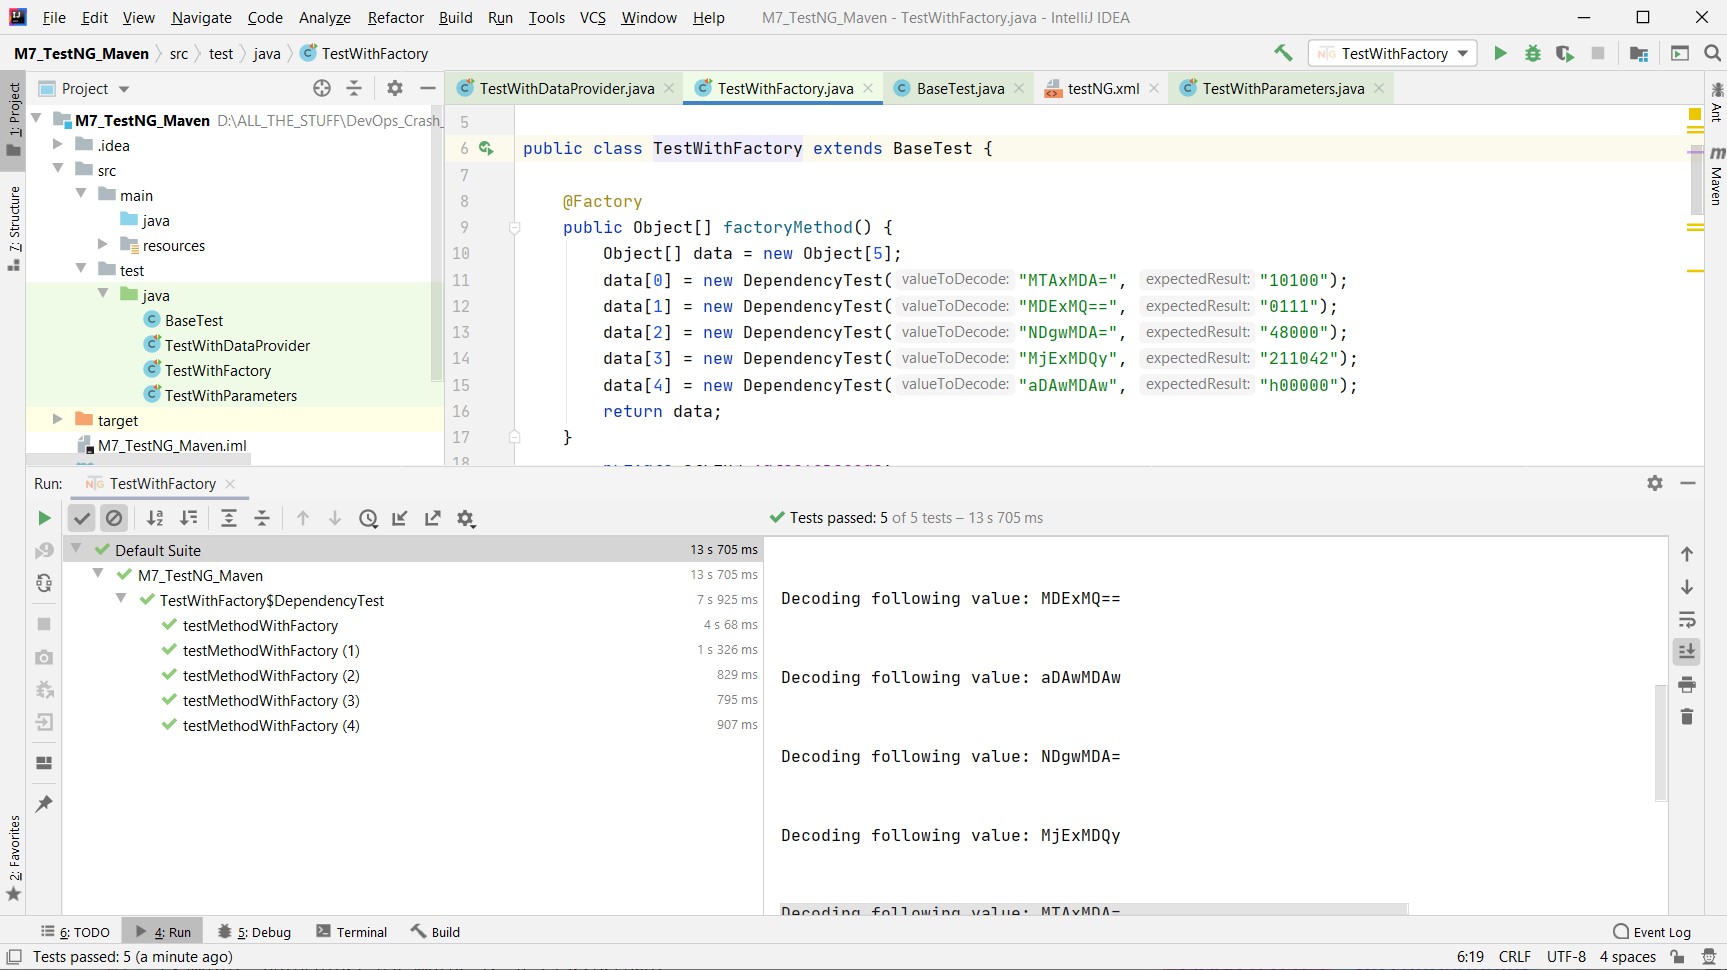 File Edit View Navigate Code Analyze Refactor Build Run Tools VCS Window Help M7_TestNG_Maven - TestWithFactory.java - IntelliJ IDEA
M7_TestNG_Maven src test java TestWithFactory
TestWithFactory
1: Project
7: Structure
2: Favorites
Ant
Maven
Project
TestWithDataProvider.java TestWithFactory.java BaseTest.java testNG.xml TestWithParameters.java
M7_TestNG_Maven D:\ALL_THE_STUFF\DevOps_Crash_
.idea
src
main
java
resources
test
java
BaseTest
TestWithDataProvider
TestWithFactory
TestWithParameters
target
M7_TestNG_Maven.iml
5
6 public class TestWithFactory extends BaseTest {
7
8 @Factory
9 public Object[] factoryMethod() {
10 Object[] data = new Object[5];
11 data[0] = new DependencyTest( valueToDecode: "MTAxMDA=", expectedResult: "10100");
12 data[1] = new DependencyTest( valueToDecode: "MDExMQ==", expectedResult: "0111");
13 data[2] = new DependencyTest( valueToDecode: "NDgwMDA=", expectedResult: "48000");
14 data[3] = new DependencyTest( valueToDecode: "MjExMDQy", expectedResult: "211042");
15 data[4] = new DependencyTest( valueToDecode: "aDAwMDAw", expectedResult: "h00000");
16 return data;
17 }
18
Run: TestWithFactory
Tests passed: 5 of 5 tests – 13 s 705 ms
Default Suite 13 s 705 ms
M7_TestNG_Maven 13 s 705 ms
TestWithFactory$DependencyTest 7 s 925 ms
testMethodWithFactory 4 s 68 ms
testMethodWithFactory (1) 1 s 326 ms
testMethodWithFactory (2) 829 ms
testMethodWithFactory (3) 795 ms
testMethodWithFactory (4) 907 ms
Decoding following value: MDExMQ==
Decoding following value: aDAwMDAw
Decoding following value: NDgwMDA=
Decoding following value: MjExMDQy
Decoding following value: MTAxMDA=
6: TODO 4: Run 5: Debug Terminal Build Event Log
Tests passed: 5 (a minute ago) 6:19 CRLF UTF-8 4 spaces